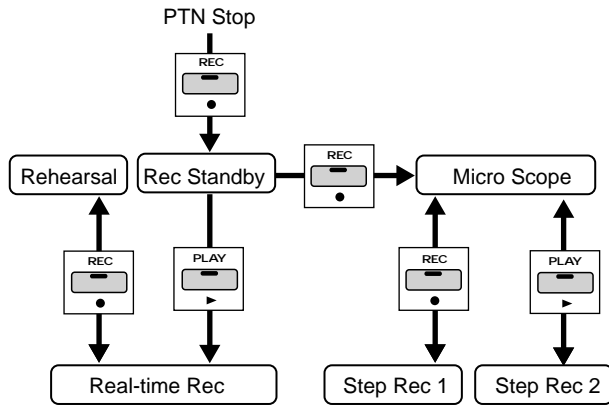 PTN Stop
REC
REC
Rehearsal
Rec Standby
Micro Scope
REC
PLAY
REC
PLAY
Real-time Rec
Step Rec 1
Step Rec 2